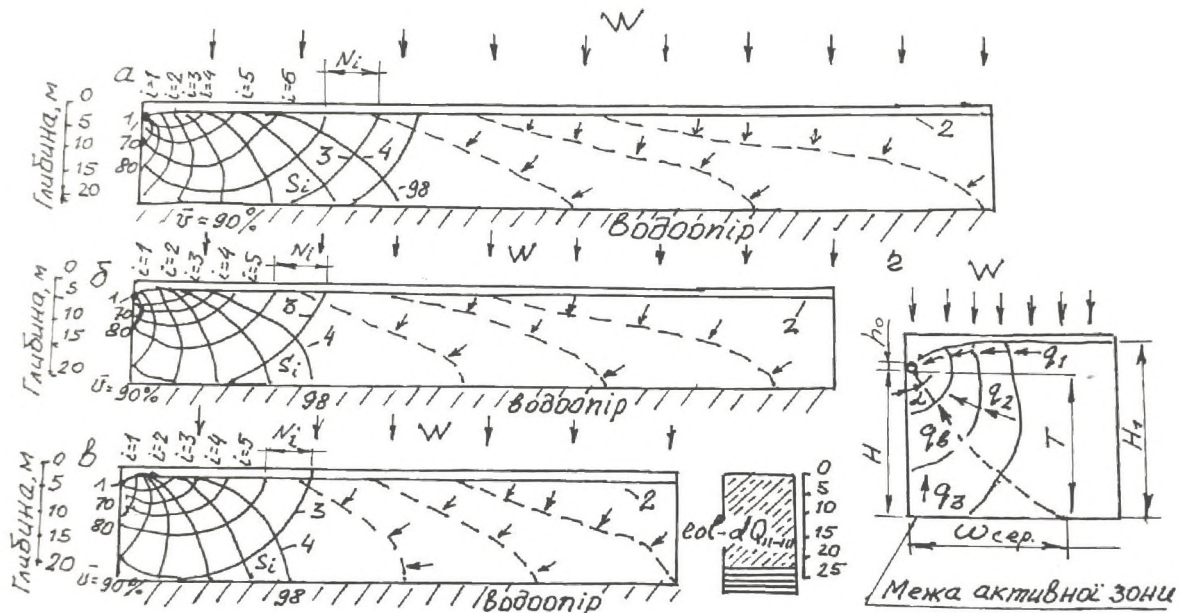 W
а
i=1 i=2 i=3 i=4 i=5 i=6
Ni
Глибина, м
0
5
10
15
20
1
70
80
3
4
2
Si
98
ū=90%
водоопір
б
i=1 i=2 i=3 i=4 i=5
Ni
W
Глибина, м
0
5
10
15
20
1
70
80
3
4
2
Si
ū=90%
98
водоопір
в
i=1 i=2 i=3 i=4 i=5
Ni
W
Глибина, м
0
5
10
15
20
1
70
80
3
4
2
Si
ū=90%
98
водоопір
0
5
10
15
20
25
г
W
h₀
q₁
q₂
α
qв
q₃
H
T
H₁
Wсер.
Межа активної зони